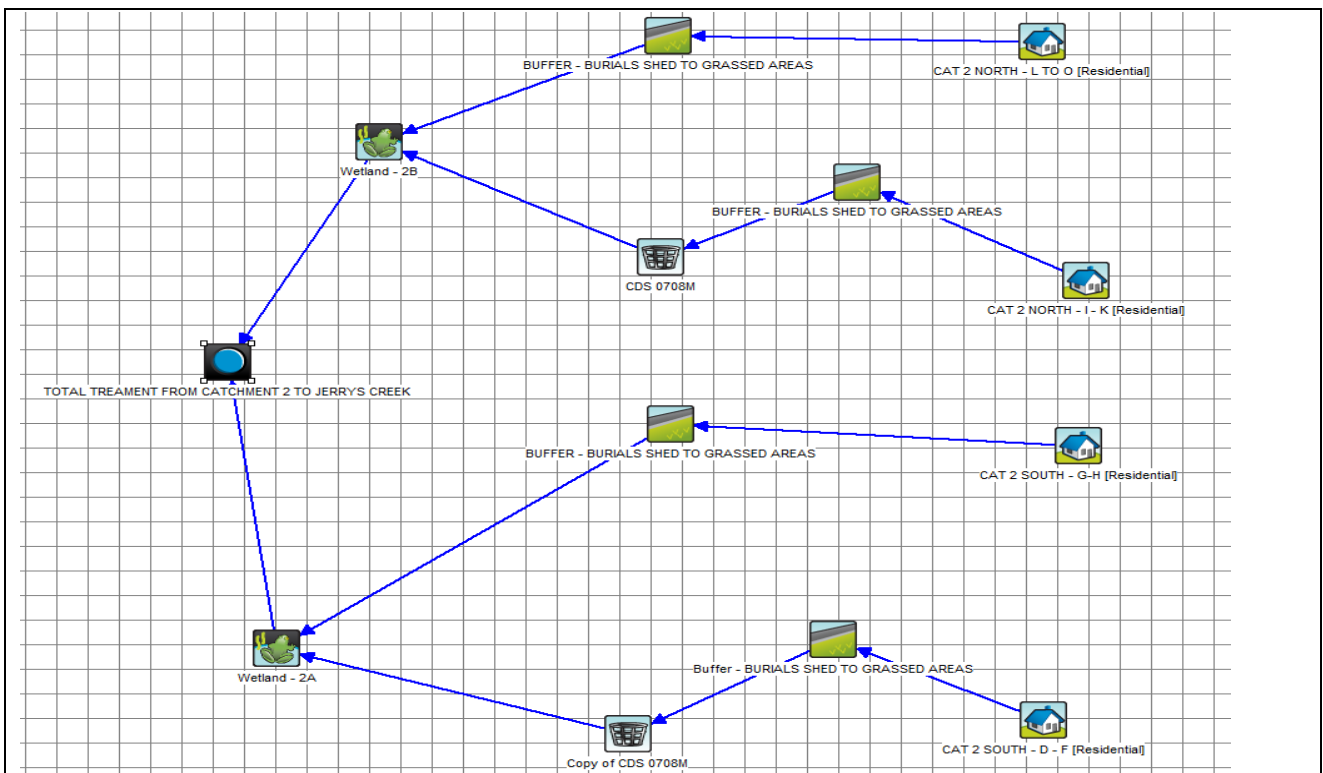 BUFFER - BURIALS SHED TO GRASSED AREAS
CAT 2 NORTH - L TO O [Residential]
Wetland - 2B
BUFFER - BURIALS SHED TO GRASSED AREAS
CDS 0708M
CAT 2 NORTH - I - K [Residential]
TOTAL TREAMENT FROM CATCHMENT 2 TO JERRYS CREEK
BUFFER - BURIALS SHED TO GRASSED AREAS
CAT 2 SOUTH - G-H [Residential]
Buffer - BURIALS SHED TO GRASSED AREAS
Wetland - 2A
CAT 2 SOUTH - D - F [Residential]
Copy of CDS 0708M